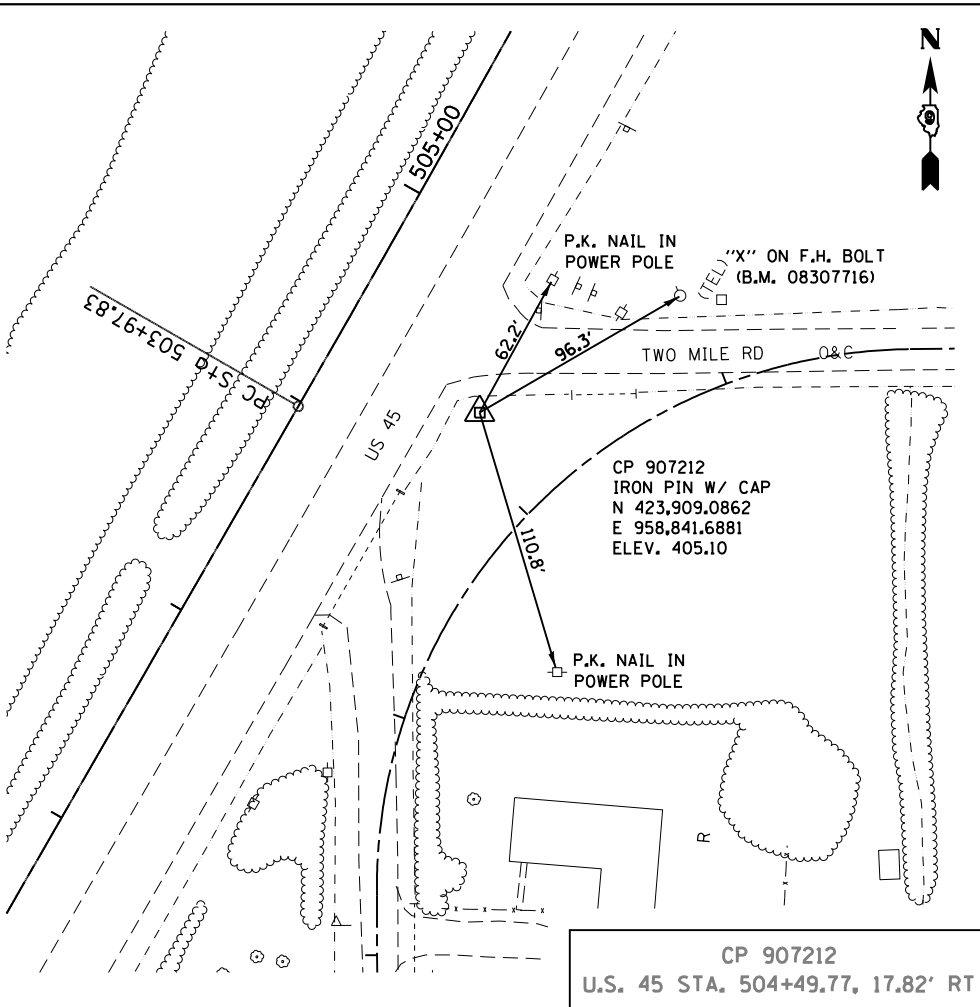 N
505+00
P.K. NAIL IN
POWER POLE
"X" ON F.H. BOLT
(B.M. 08307716)
(TEL)
PC Sta 503+97.83
62.2'
96.3'
TWO MILE RD O&C
US 45
CP 907212
IRON PIN W/ CAP
N 423,909.0862
E 958,841.6881
ELEV. 405.10
110.8'
P.K. NAIL IN
POWER POLE
R
CP 907212
U.S. 45 STA. 504+49.77, 17.82' RT